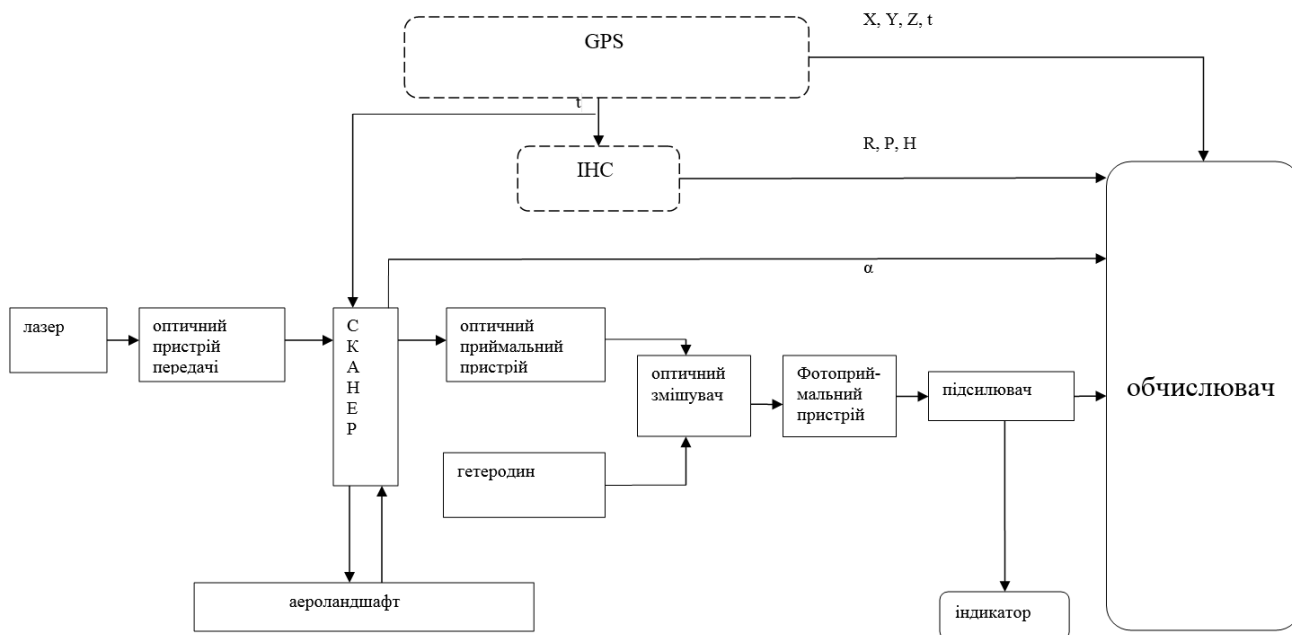 X, Y, Z, t
GPS
t
R, P, H
ІНС
α
лазер
оптичний
пристрій
передачі
С
К
А
Н
Е
Р
оптичний
приймальний
пристрій
оптичний
змішувач
Фотоприй-
мальний
пристрій
підсилювач
обчислювач
гетеродин
аероландшафт
індикатор